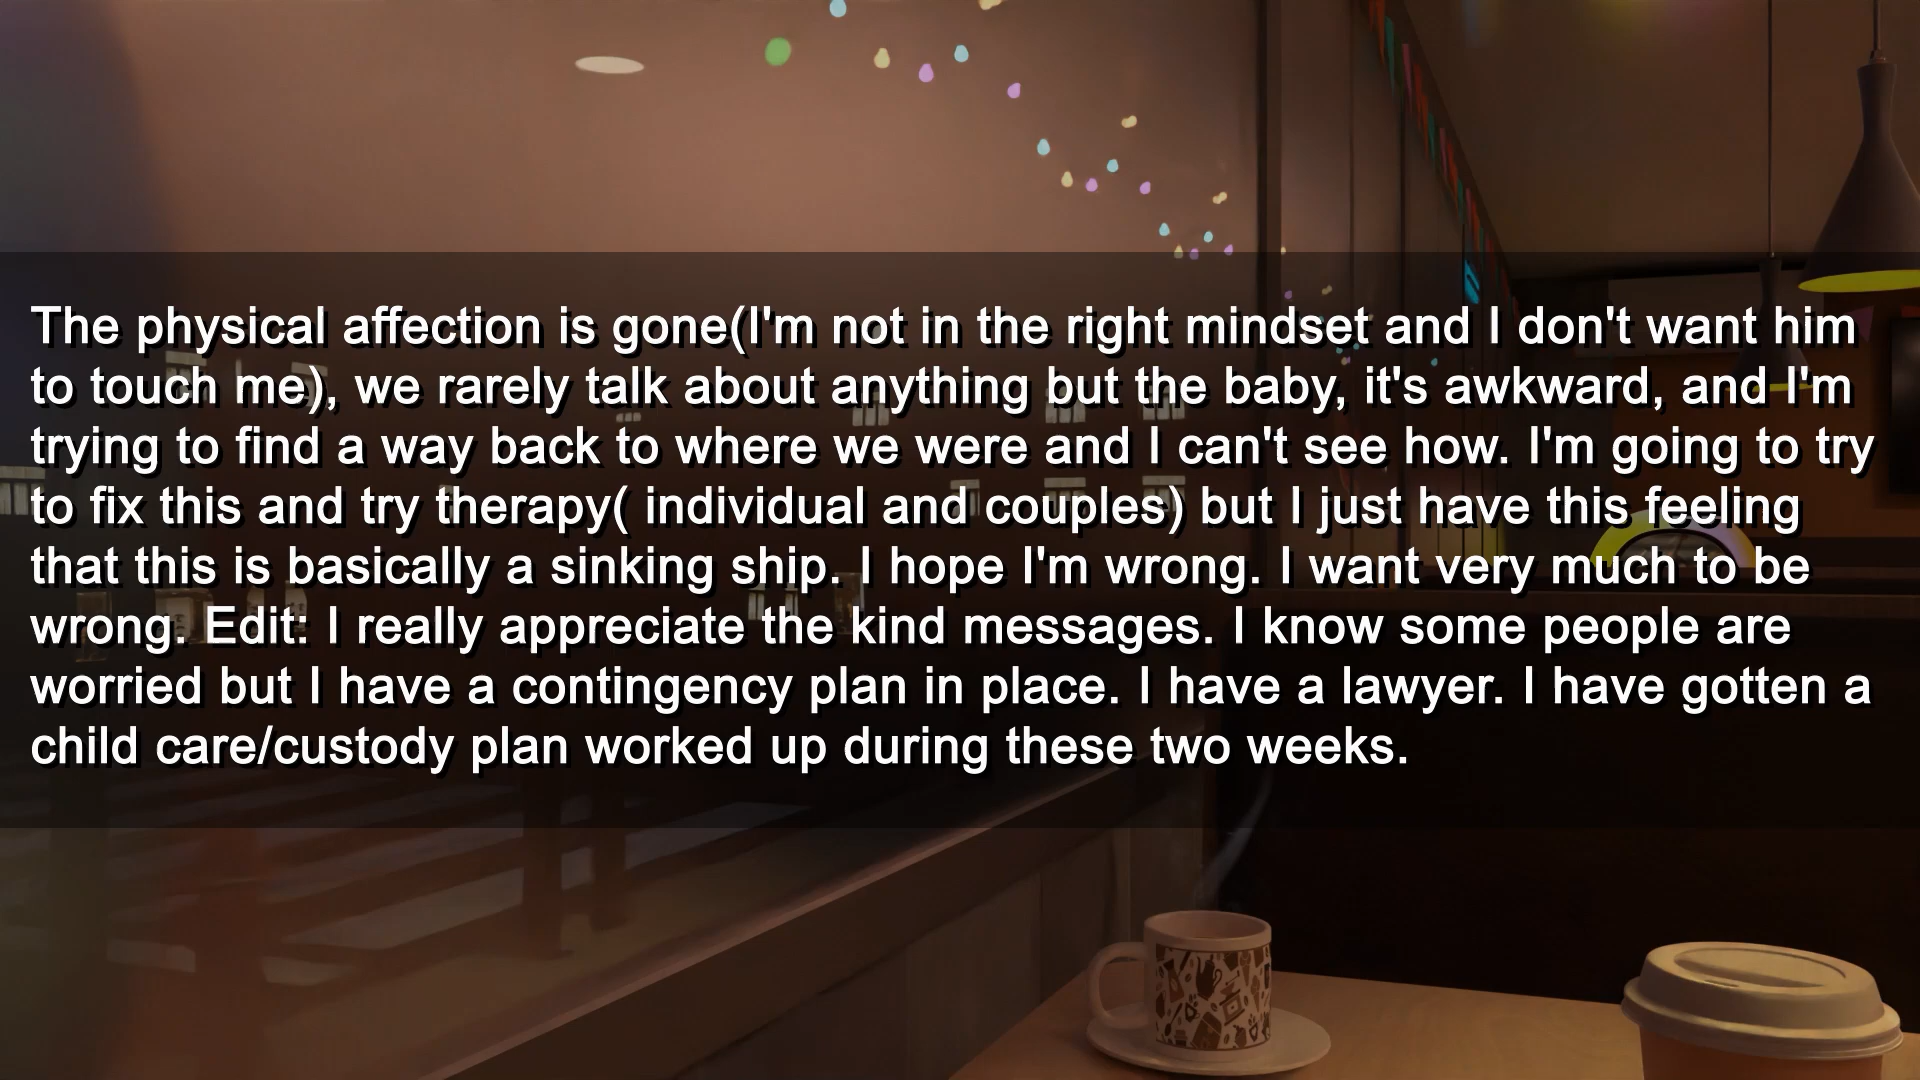 The physical affection is gone(I'm not in the right mindset and I don't want him
to touch me), we rarely talk about anything but the baby, it's awkward, and I'm
trying to find a way back to where we were and I can't see how. I'm going to try
to fix this and try therapy( individual and couples) but I just have this feeling
that this is basically a sinking ship. I hope I'm wrong. I want very much to be
wrong. Edit: I really appreciate the kind messages. I know some people are
worried but I have a contingency plan in place. I have a lawyer. I have gotten a
child care/custody plan worked up during these two weeks.